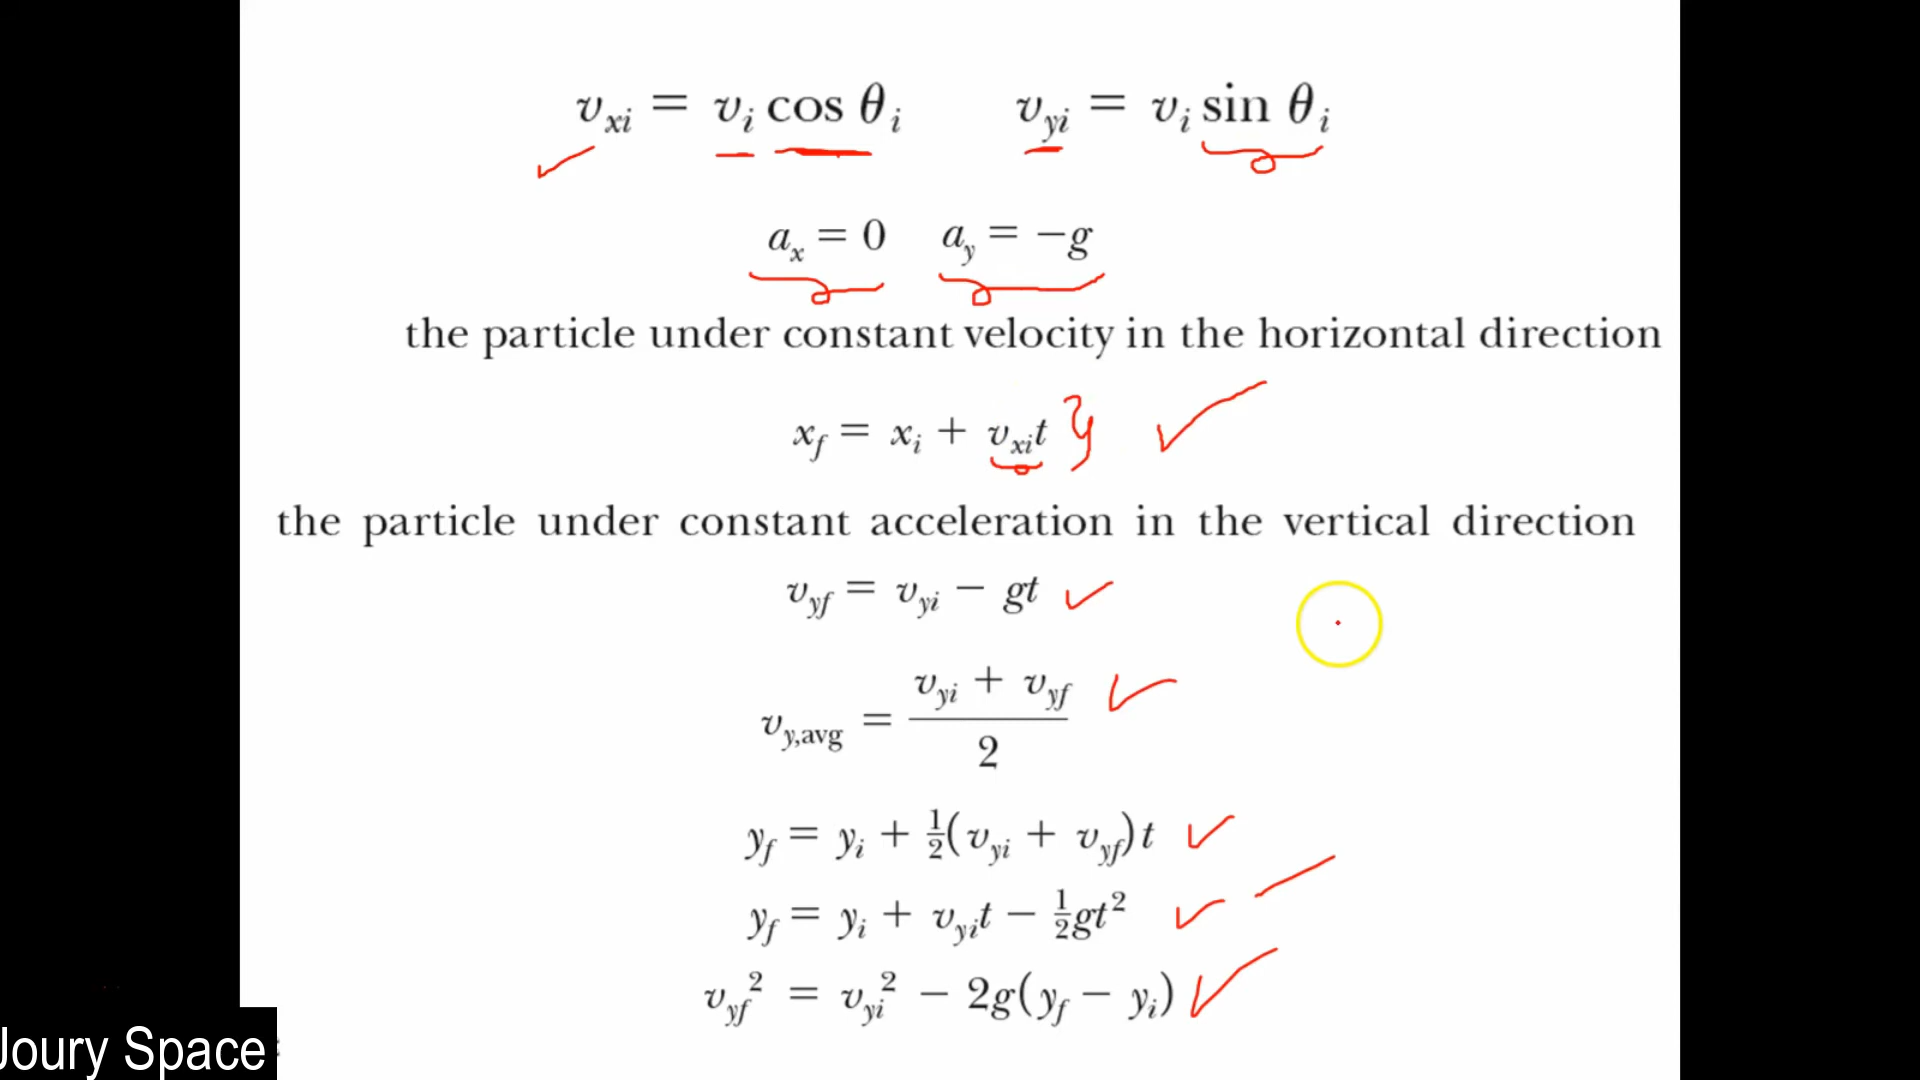 v_xi = v_i cos θ_i    v_yi = v_i sin θ_i
a_x = 0    a_y = −g
the particle under constant velocity in the horizontal direction
x_f = x_i + v_xi t
the particle under constant acceleration in the vertical direction
v_yf = v_yi − gt
v_y,avg = (v_yi + v_yf)/2
y_f = y_i + ½(v_yi + v_yf)t
y_f = y_i + v_yi t − ½gt²
v_yf² = v_yi² − 2g(y_f − y_i)
Joury Space